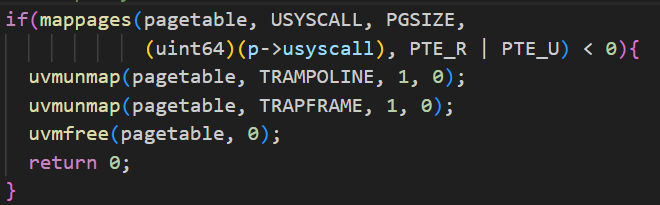 if(mappages(pagetable, USYSCALL, PGSIZE,
(uint64)(p->usyscall), PTE_R | PTE_U) < 0){
uvmunmap(pagetable, TRAMPOLINE, 1, 0);
uvmunmap(pagetable, TRAPFRAME, 1, 0);
uvmfree(pagetable, 0);
return 0;
}